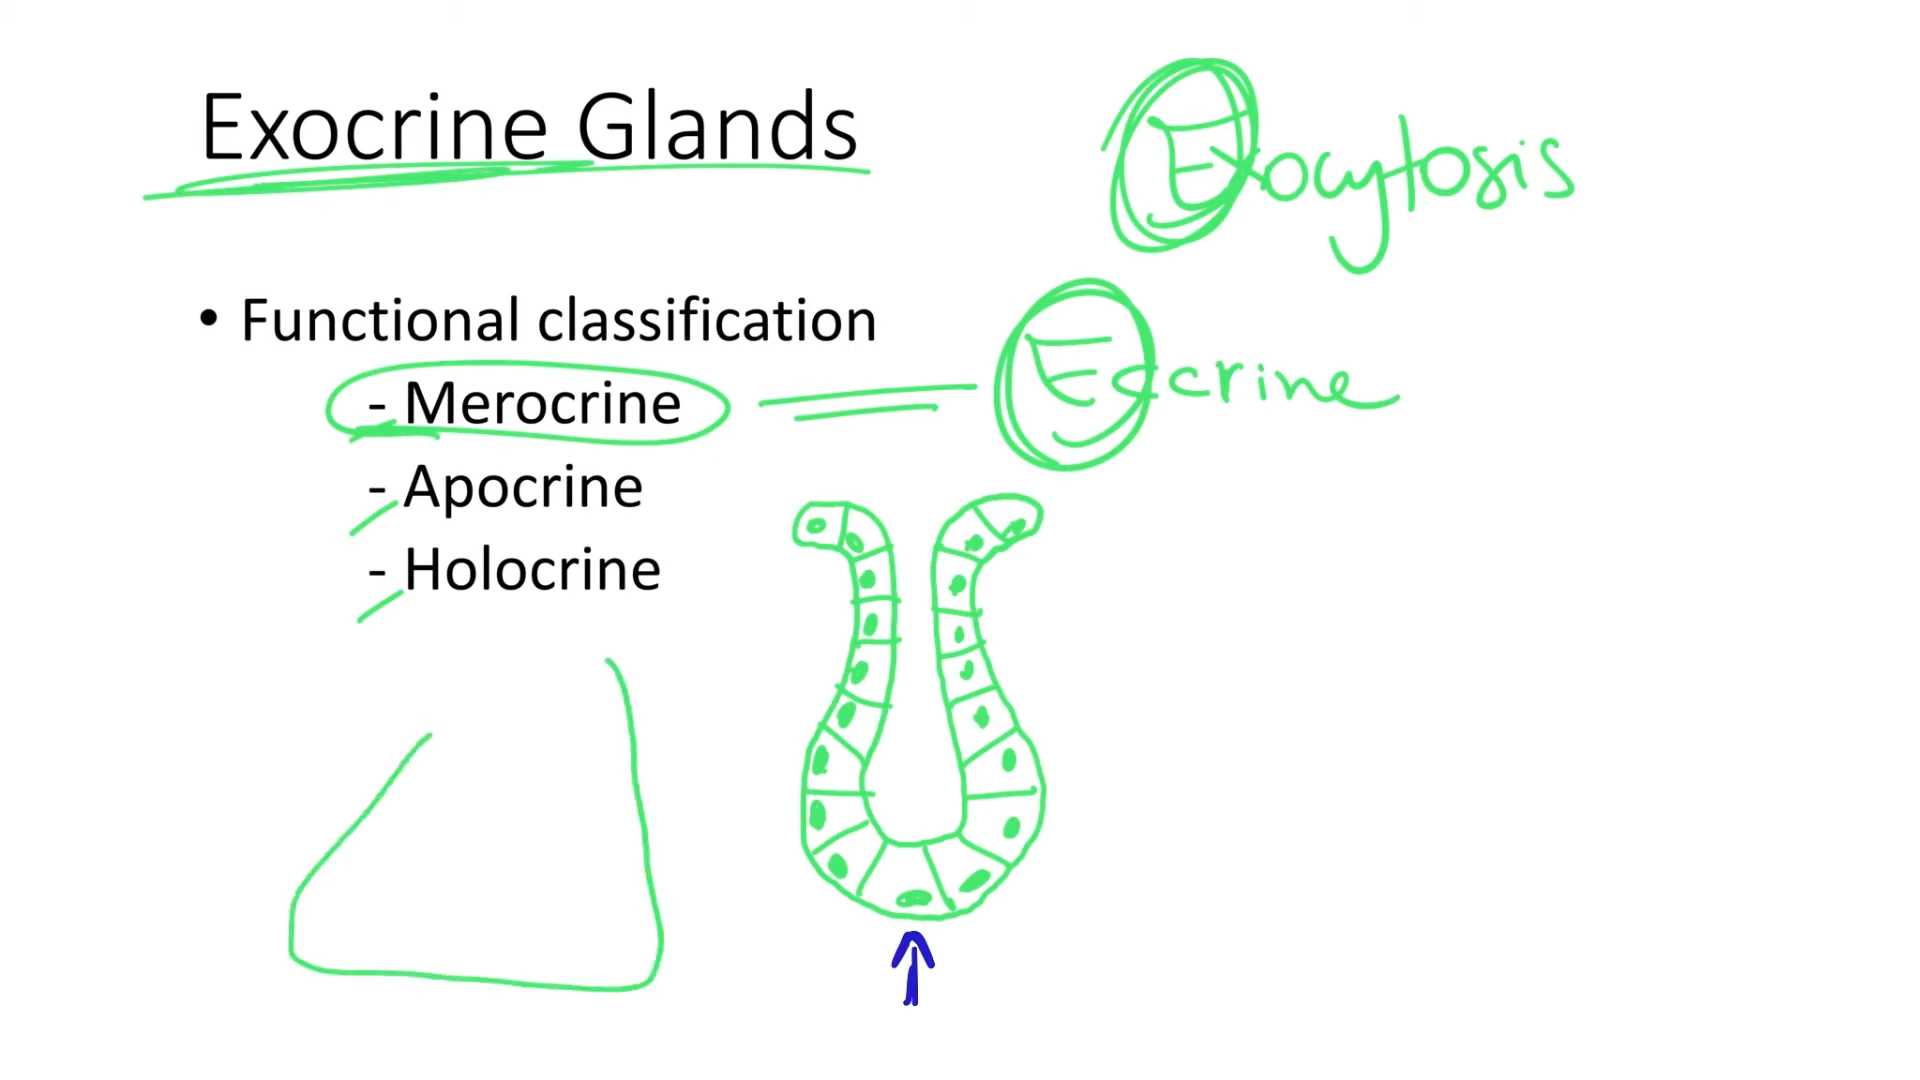 Exocrine Glands
Exocytosis
• Functional classification
- Merocrine
Eccrine
- Apocrine
- Holocrine